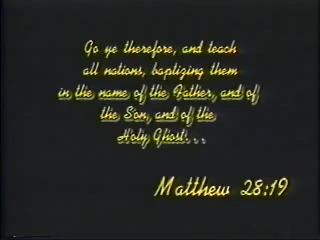 Go ye therefore, and teach
all nations, baptizing them
in the name of the Father, and of
the Son, and of the
Holy Ghost...
Matthew 28:19